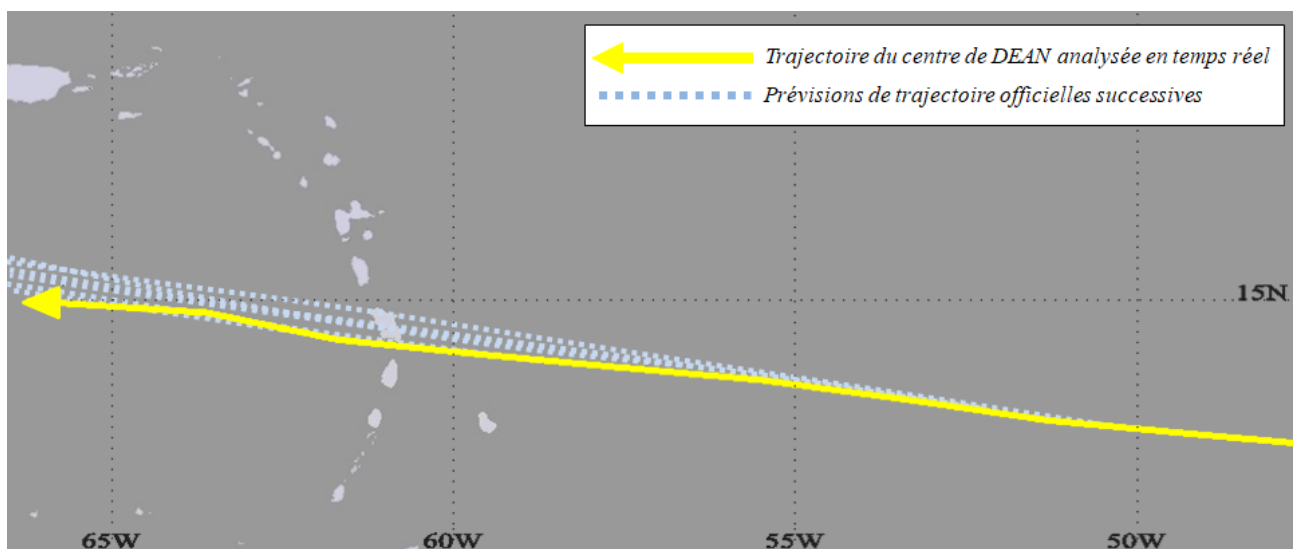 Trajectoire du centre de DEAN analysée en temps réel
Prévisions de trajectoire officielles successives
15N
65W 60W 55W 50W